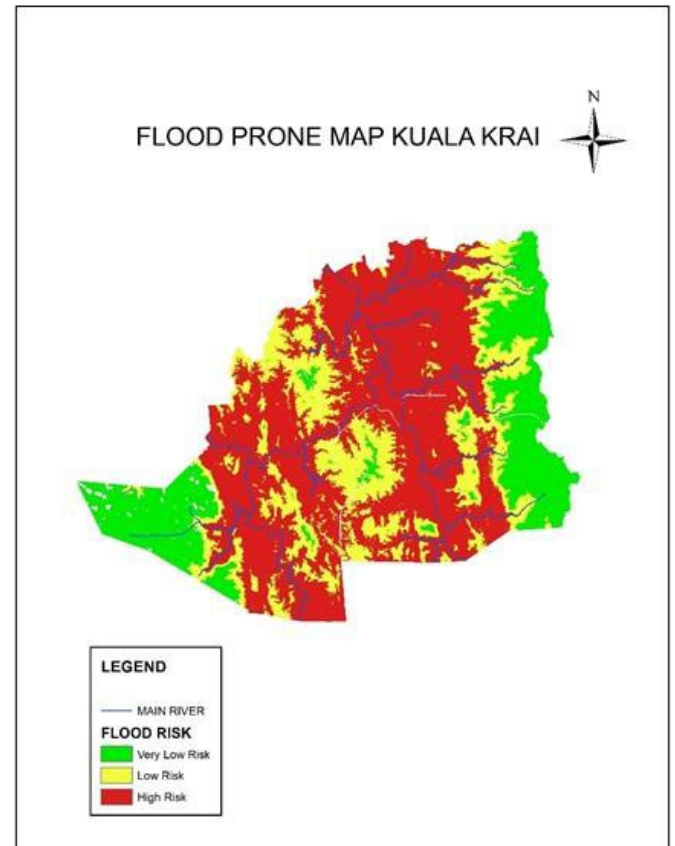 N
FLOOD PRONE MAP KUALA KRAI
LEGEND
MAIN RIVER
FLOOD RISK
Very Low Risk
Low Risk
High Risk